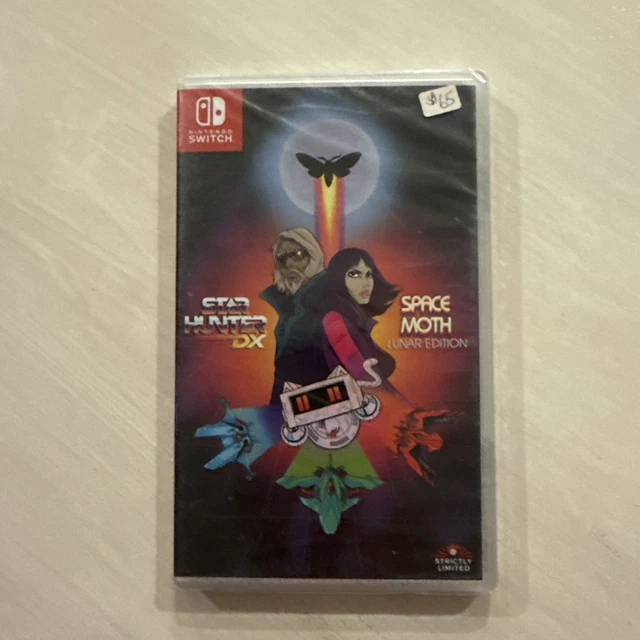 NINTENDO
SWITCH
$65
STAR
HUNTER
DX
SPACE
MOTH
LUNAR EDITION
S
STRICTLY
LIMITED